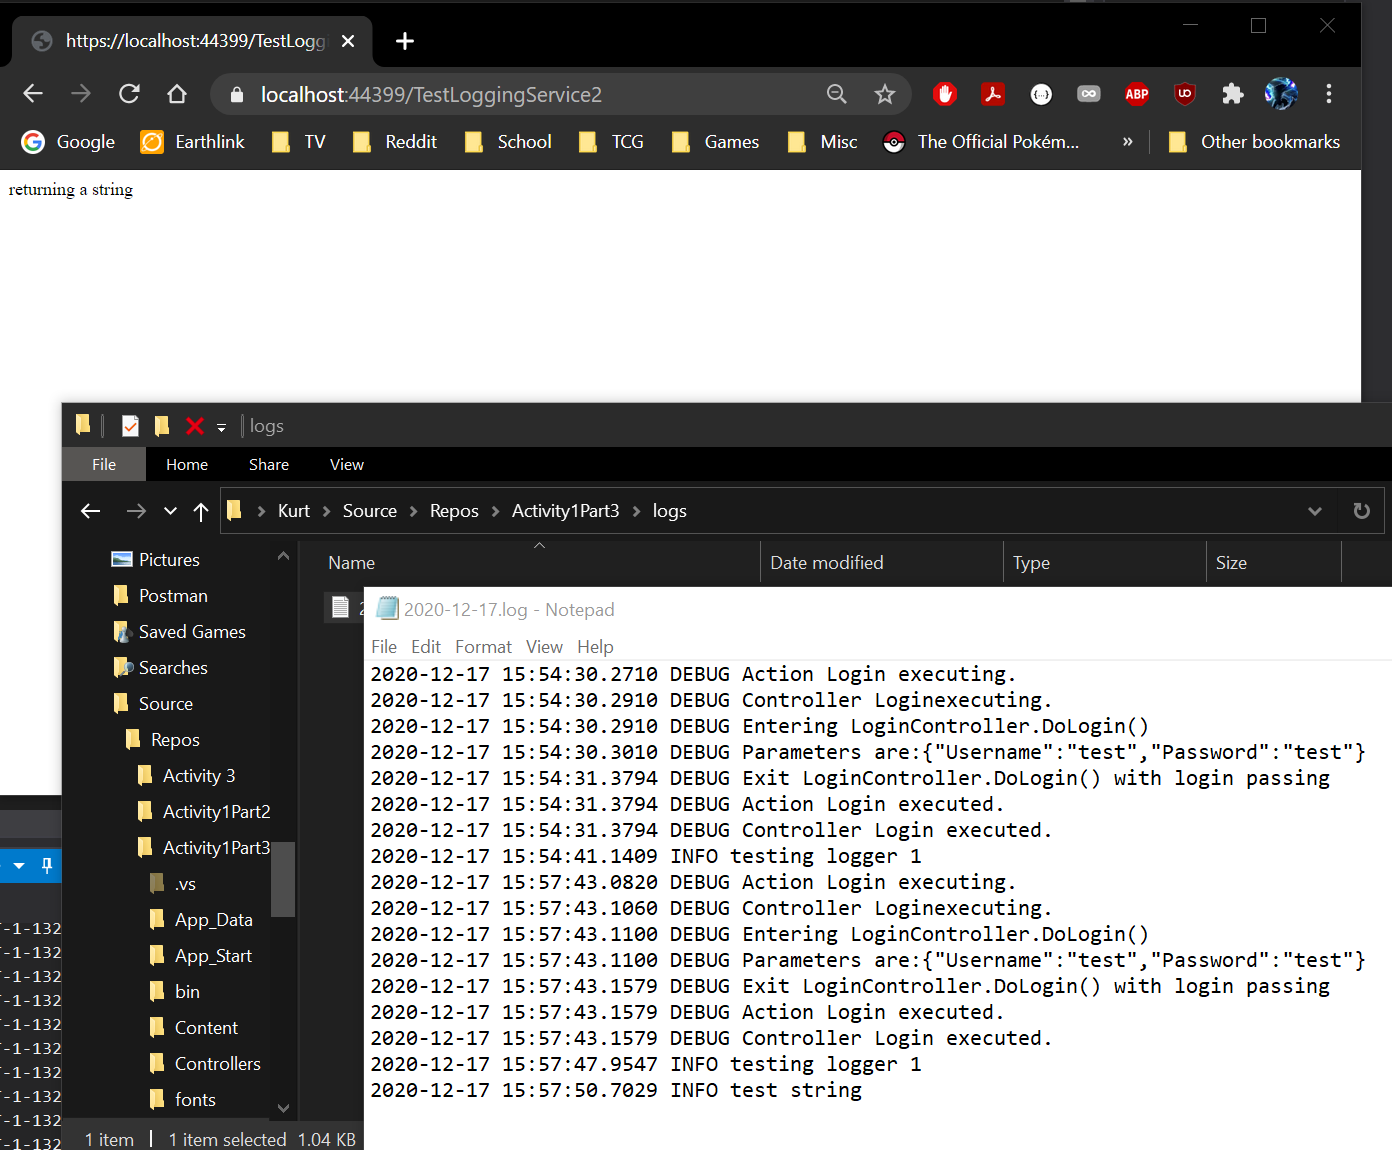 https://localhost:44399/TestLoggi
localhost:44399/TestLoggingService2
ABP
Google Earthlink TV Reddit School TCG Games Misc The Official Pokém... » Other bookmarks
returning a string
logs
File Home Share View
Kurt > Source > Repos > Activity1Part3 > logs
Name Date modified Type Size
Pictures
Postman
Saved Games
Searches
Source
Repos
Activity 3
Activity1Part2
Activity1Part3
.vs
App_Data
App_Start
bin
Content
Controllers
fonts
1 item 1 item selected 1.04 KB
2020-12-17.log - Notepad
File Edit Format View Help
2020-12-17 15:54:30.2710 DEBUG Action Login executing.
2020-12-17 15:54:30.2910 DEBUG Controller Loginexecuting.
2020-12-17 15:54:30.2910 DEBUG Entering LoginController.DoLogin()
2020-12-17 15:54:30.3010 DEBUG Parameters are:{"Username":"test","Password":"test"}
2020-12-17 15:54:31.3794 DEBUG Exit LoginController.DoLogin() with login passing
2020-12-17 15:54:31.3794 DEBUG Action Login executed.
2020-12-17 15:54:31.3794 DEBUG Controller Login executed.
2020-12-17 15:54:41.1409 INFO testing logger 1
2020-12-17 15:57:43.0820 DEBUG Action Login executing.
2020-12-17 15:57:43.1060 DEBUG Controller Loginexecuting.
2020-12-17 15:57:43.1100 DEBUG Entering LoginController.DoLogin()
2020-12-17 15:57:43.1100 DEBUG Parameters are:{"Username":"test","Password":"test"}
2020-12-17 15:57:43.1579 DEBUG Exit LoginController.DoLogin() with login passing
2020-12-17 15:57:43.1579 DEBUG Action Login executed.
2020-12-17 15:57:43.1579 DEBUG Controller Login executed.
2020-12-17 15:57:47.9547 INFO testing logger 1
2020-12-17 15:57:50.7029 INFO test string
-1-132
-1-132
-1-132
-1-132
-1-132
-1-132
-1-132
-1-132
-1-132
-1-132